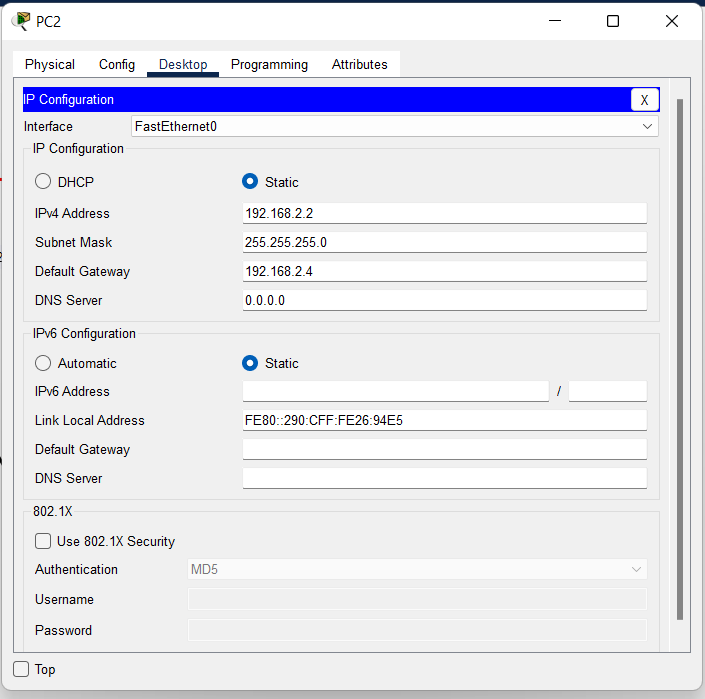 PC2
Physical Config Desktop Programming Attributes
IP Configuration X
Interface FastEthernet0
IP Configuration
DHCP Static
IPv4 Address 192.168.2.2
Subnet Mask 255.255.255.0
Default Gateway 192.168.2.4
DNS Server 0.0.0.0
IPv6 Configuration
Automatic Static
IPv6 Address /
Link Local Address FE80::290:CFF:FE26:94E5
Default Gateway
DNS Server
802.1X
Use 802.1X Security
Authentication MD5
Username
Password
Top